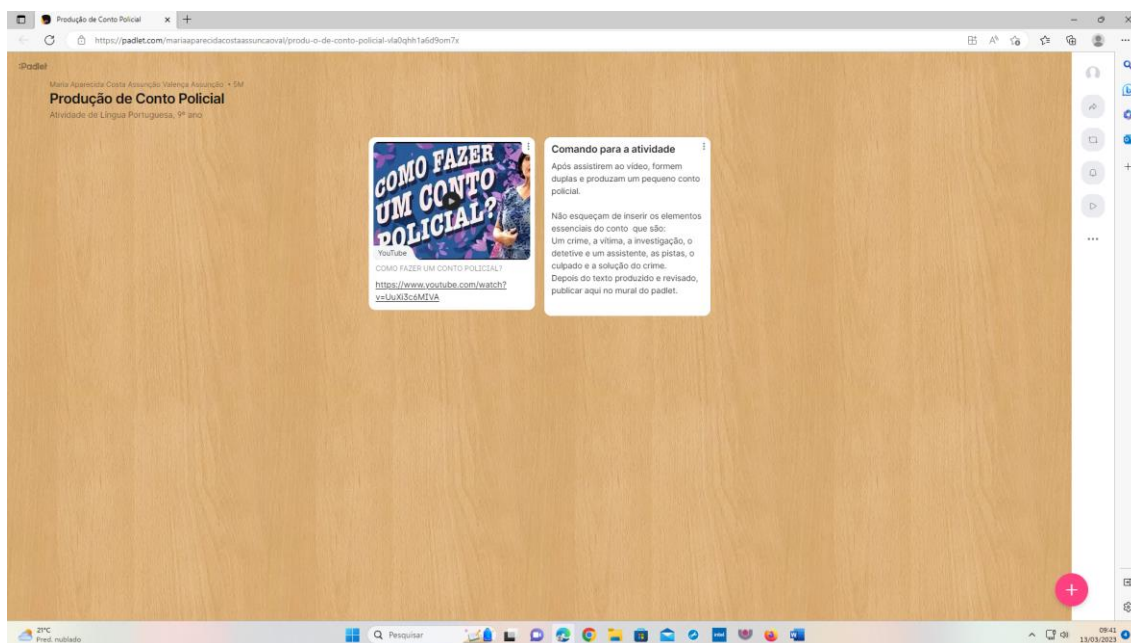 Produção de Conto Policial
https://padlet.com/mariaaparecidacostaassuncaoval/produ-o-de-conto-policial-vla0qhh1a6d9om7x
:Padlet
Maria Aparecida Costa Assunção Valença Assunção • 5M
Produção de Conto Policial
Atividade de Língua Portuguesa, 9º ano
COMO FAZER
UM CONTO
POLICIAL?
YouTube
COMO FAZER UM CONTO POLICIAL?
https://www.youtube.com/watch?
v=UuXi3c6MIVA
Comando para a atividade
Após assistirem ao vídeo, formem
duplas e produzam um pequeno conto
policial.
Não esqueçam de inserir os elementos
essenciais do conto que são:
Um crime, a vítima, a investigação, o
detetive e um assistente, as pistas, o
culpado e a solução do crime.
Depois do texto produzido e revisado,
publicar aqui no mural do padlet.
21°C
Pred. nublado
Pesquisar
09:41
13/03/2023